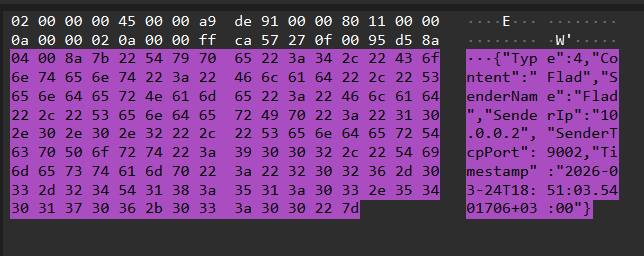 02 00 00 00 45 00 00 a9  de 91 00 00 80 11 00 00  ····E··· ········
0a 00 00 02 0a 00 00 ff  ca 57 27 0f 00 95 d5 8a  ········ ·W'·····
04 00 8a 7b 22 54 79 70  65 22 3a 34 2c 22 43 6f  ···{"Typ e":4,"Co
6e 74 65 6e 74 22 3a 22  46 6c 61 64 22 2c 22 53  ntent":" Flad","S
65 6e 64 65 72 4e 61 6d  65 22 3a 22 46 6c 61 64  enderNam e":"Flad
22 2c 22 53 65 6e 64 65  72 49 70 22 3a 22 31 30  ","Sende rIp":"10
2e 30 2e 30 2e 32 22 2c  22 53 65 6e 64 65 72 54  .0.0.2", "SenderT
63 70 50 6f 72 74 22 3a  39 30 30 32 2c 22 54 69  cpPort": 9002,"Ti
6d 65 73 74 61 6d 70 22  3a 22 32 30 32 36 2d 30  mestamp" :"2026-0
33 2d 32 34 54 31 38 3a  35 31 3a 30 33 2e 35 34  3-24T18: 51:03.54
30 31 37 30 36 2b 30 33  3a 30 30 22 7d  01706+03 :00"}